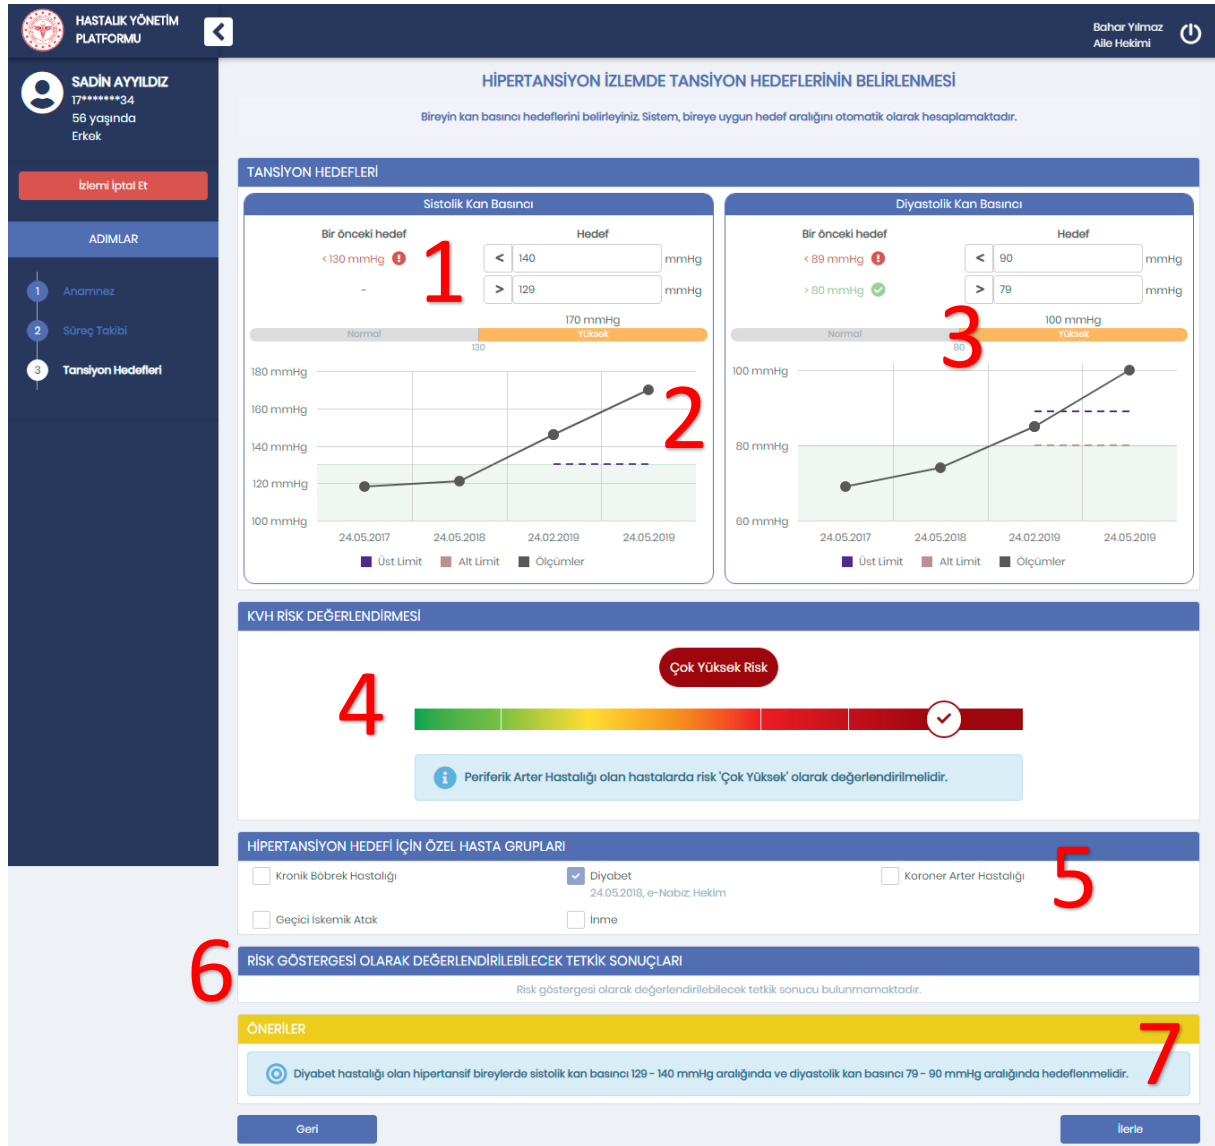 HASTALIK YÖNETİM
PLATFORMU
Bahar Yılmaz
Aile Hekimi
SADİN AYYILDIZ
17*******34
56 yaşında
Erkek
İzlemi İptal Et
ADIMLAR
1 Anamnez
2 Süreç Takibi
3 Tansiyon Hedefleri
HİPERTANSİYON İZLEMDE TANSİYON HEDEFLERİNİN BELİRLENMESİ
Bireyin kan basıncı hedeflerini belirleyiniz. Sistem, bireye uygun hedef aralığını otomatik olarak hesaplamaktadır.
TANSİYON HEDEFLERİ
Sistolik Kan Basıncı
Bir önceki hedef Hedef
< 130 mmHg < 140 mmHg
- > 129 mmHg
1
170 mmHg
Normal Yüksek
130
180 mmHg
160 mmHg
140 mmHg
120 mmHg
100 mmHg
2
24.05.2017 24.05.2018 24.02.2019 24.05.2019
Üst Limit Alt Limit Ölçümler
Diyastolik Kan Basıncı
Bir önceki hedef Hedef
< 89 mmHg < 90 mmHg
> 80 mmHg > 79 mmHg
3
100 mmHg
Normal Yüksek
80
100 mmHg
80 mmHg
60 mmHg
24.05.2017 24.05.2018 24.02.2019 24.05.2019
Üst Limit Alt Limit Ölçümler
KVH RİSK DEĞERLENDİRMESİ
Çok Yüksek Risk
4
Periferik Arter Hastalığı olan hastalarda risk 'Çok Yüksek' olarak değerlendirilmelidir.
HİPERTANSİYON HEDEFİ İÇİN ÖZEL HASTA GRUPLARI
Kronik Böbrek Hastalığı Diyabet Koroner Arter Hastalığı
24.05.2018, e-Nabız: Hekim
5
Geçici İskemik Atak İnme
6
RİSK GÖSTERGESİ OLARAK DEĞERLENDİRİLEBİLECEK TETKİK SONUÇLARI
Risk göstergesi olarak değerlendirilebilecek tetkik sonucu bulunmamaktadır.
ÖNERİLER
7
Diyabet hastalığı olan hipertansif bireylerde sistolik kan basıncı 129 - 140 mmHg aralığında ve diyastolik kan basıncı 79 - 90 mmHg aralığında hedeflenmelidir.
Geri İlerle